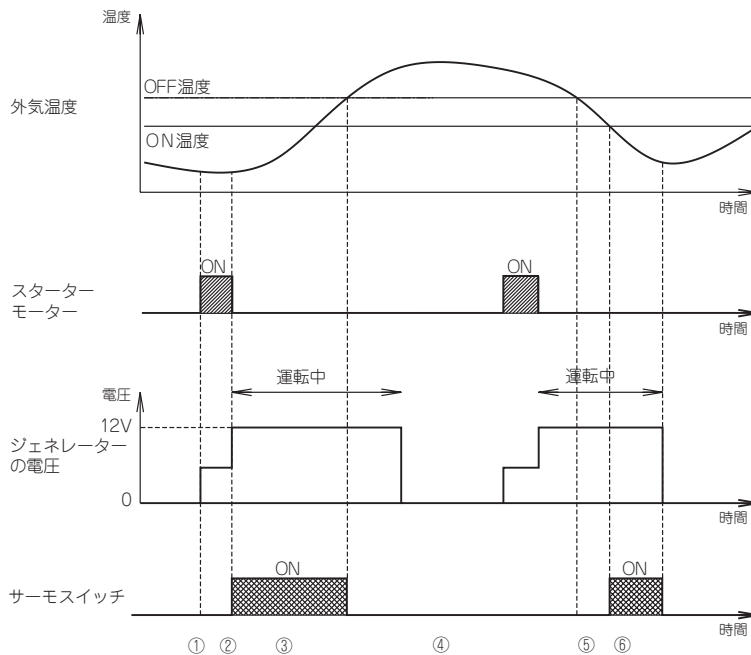 温度
OFF温度
外気温度
ON温度
時間
ON
ON
スターター
モーター
時間
電圧
運転中
運転中
12V
ジェネレーター
の電圧
0
時間
ON
ON
サーモスイッチ
時間
① ② ③ ④ ⑤ ⑥